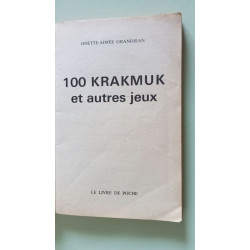 ODETTE-AIMÉE GRANDJEAN
100 KRAKMUK
et autres jeux
LE LIVRE DE POCHE